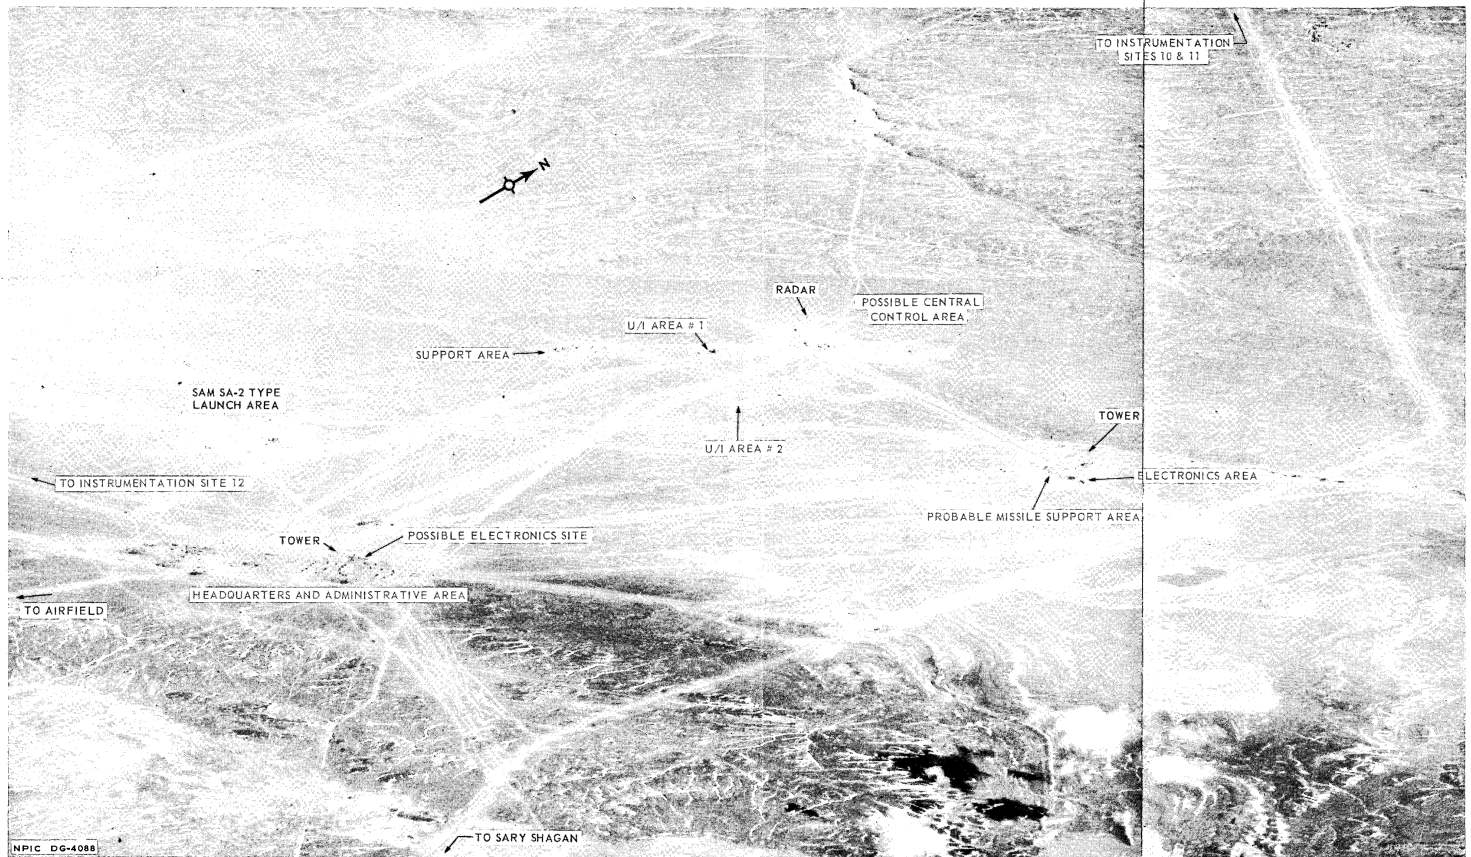 TO INSTRUMENTATION
SITES 10 & 11
N
RADAR
POSSIBLE CENTRAL
CONTROL AREA
U/I AREA # 1
SUPPORT AREA
SAM SA-2 TYPE
LAUNCH AREA
TOWER
U/I AREA # 2
ELECTRONICS AREA
TO INSTRUMENTATION SITE 12
PROBABLE MISSILE SUPPORT AREA
POSSIBLE ELECTRONICS SITE
TOWER
HEADQUARTERS AND ADMINISTRATIVE AREA
TO AIRFIELD
TO SARY SHAGAN
NPIC DG-4088